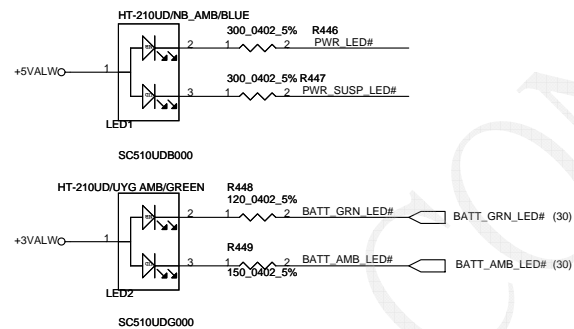 HT-210UD/NB_AMB/BLUE
300_0402_5% R446
2 1 2 PWR_LED#
+5VALW 1
300_0402_5% R447
3 1 2 PWR_SUSP_LED#
LED1
SC510UDB000
HT-210UD/UYG AMB/GREEN
R448
120_0402_5%
2 1 2 BATT_GRN_LED# BATT_GRN_LED# (30)
+3VALW 1
R449
3 1 2 BATT_AMB_LED# BATT_AMB_LED# (30)
150_0402_5%
LED2
SC510UDG000